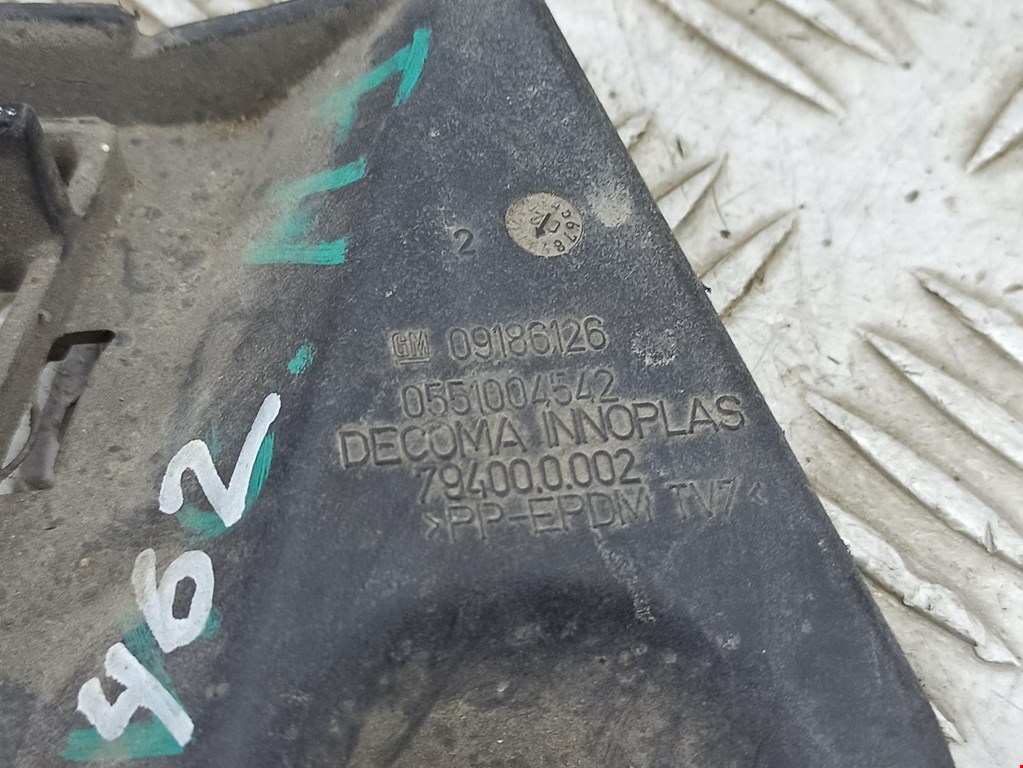 2
GM 09186126
0551004542
DECOMA INNOPLAS
79400.0.002
>PP-EPDM TV7<
462